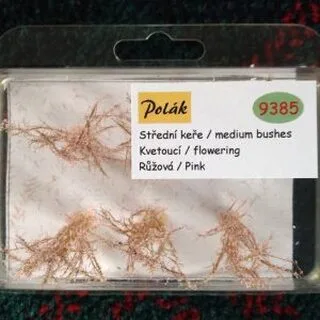 Polák
9385
Střední keře / medium bushes
Kvetoucí / flowering
Růžová / Pink